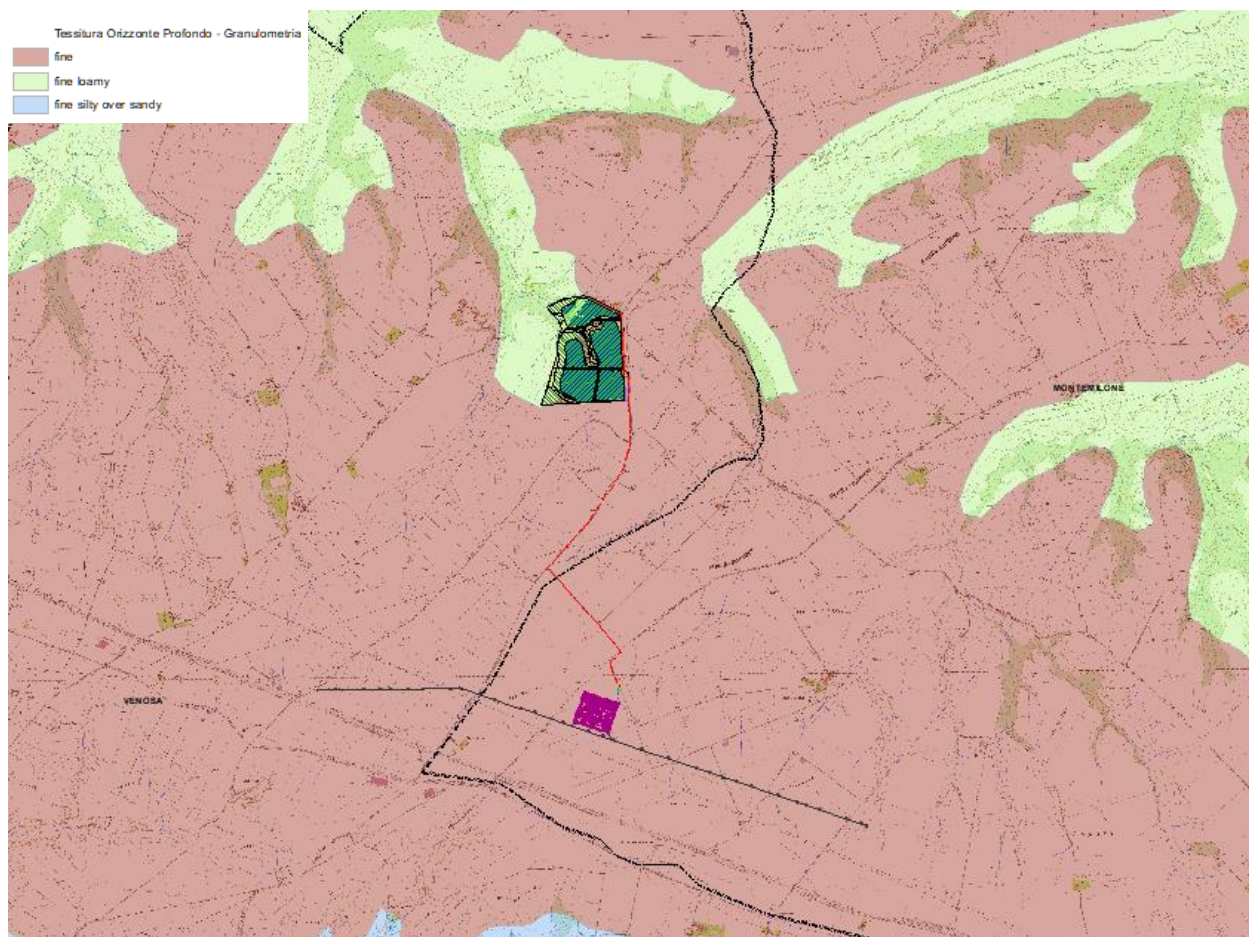 Tessitura Orizzonte Profondo - Granulometria
fine
fine loamy
fine silty over sandy
MONTEMILONE
VENOSA